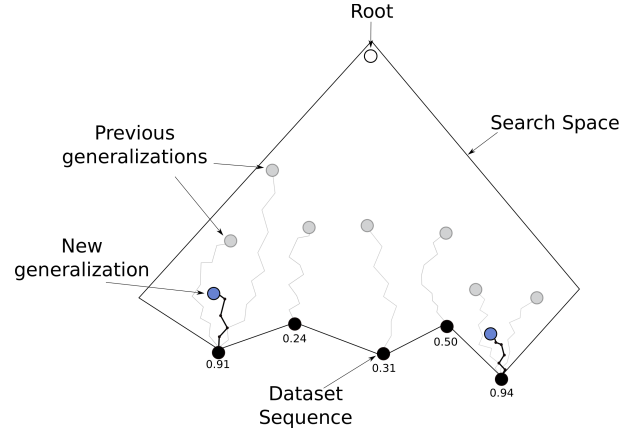 Root
Search Space
Previous
generalizations
New
generalization
0.24
0.50
0.31
0.91
0.94
Dataset
Sequence